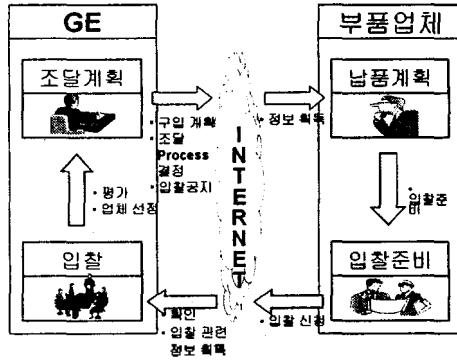 GE
부품업체
조달계획
납품계획
• 구입 계획
• 조달
Process
결정
• 입찰공지
INTERNET
• 정보 획득
• 평가
• 업체 선정
• 입찰준
비
입찰
입찰준비
• 확인
• 입찰 관련
정보 획득
• 입찰 신청